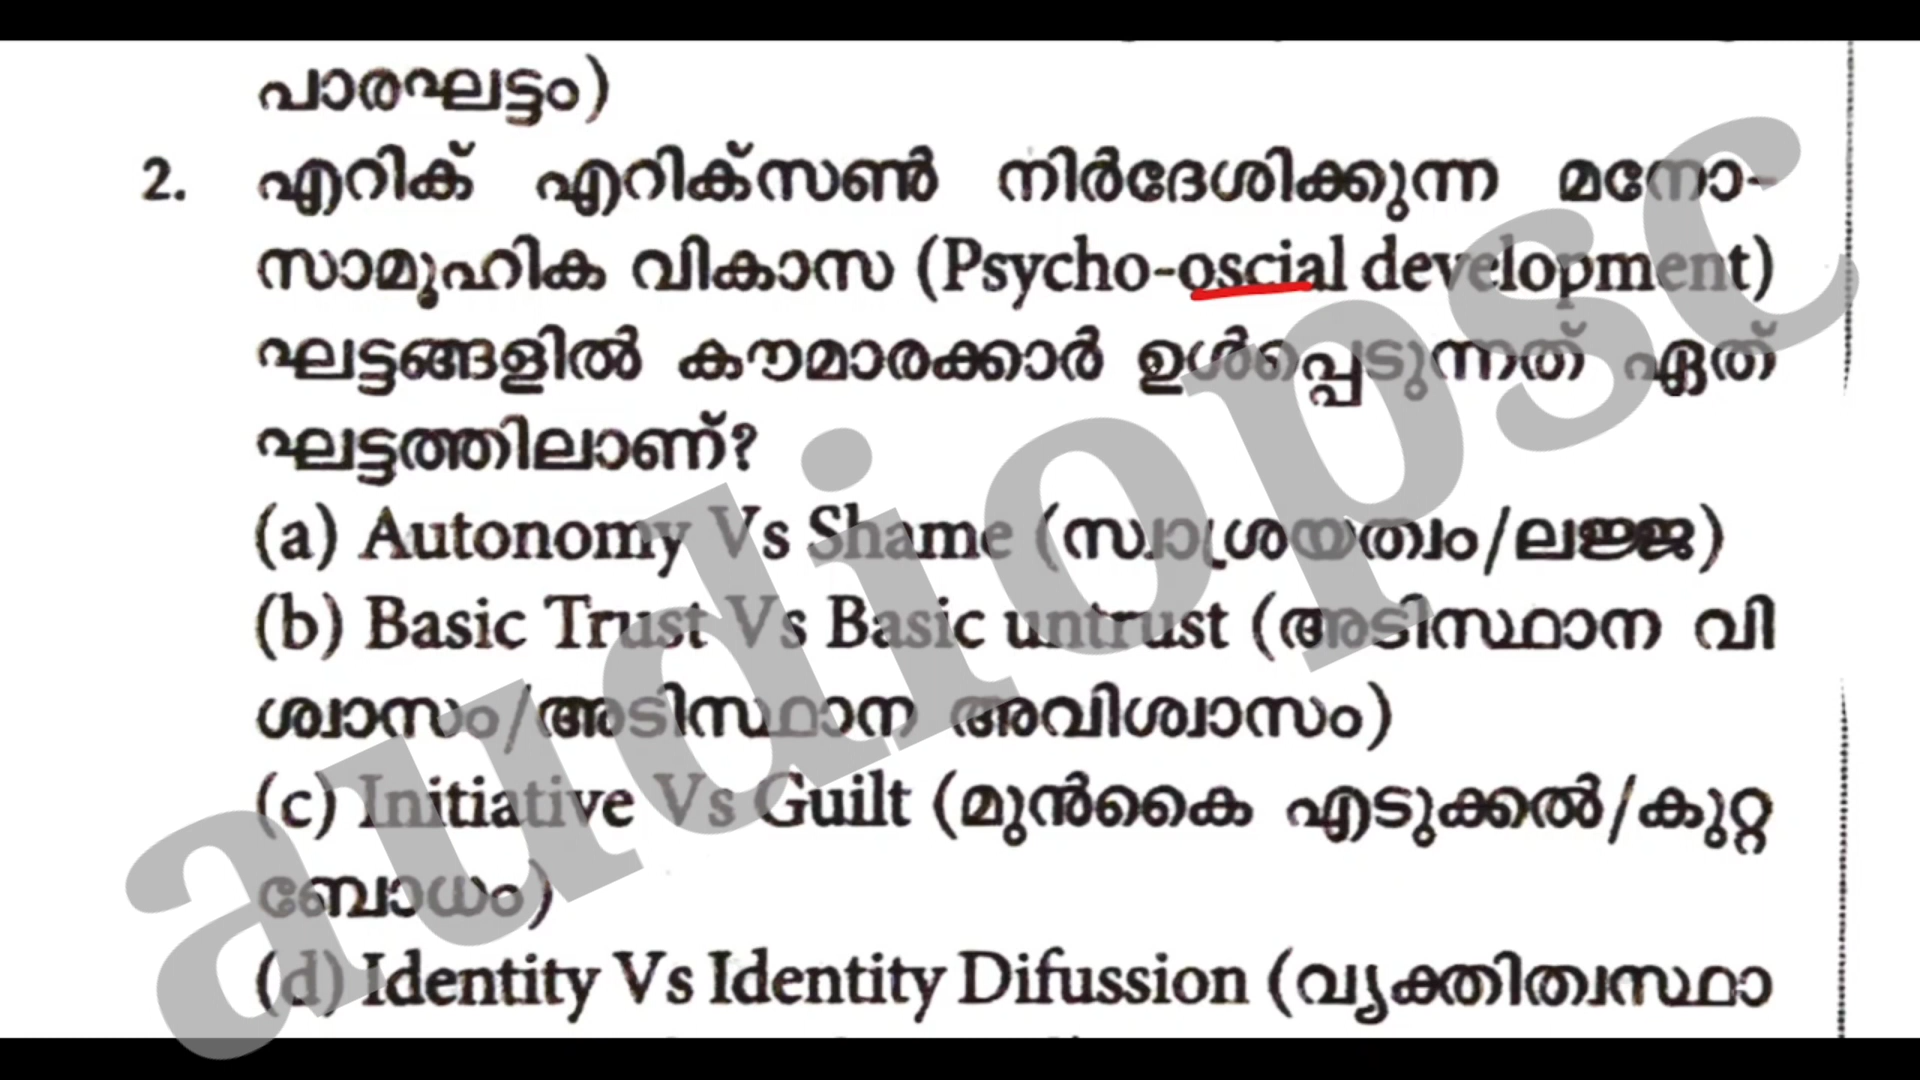 പാരഘട്ടം)
2. എറിക് എറിക്സൺ നിർദേശിക്കുന്ന മനോ-
സാമൂഹിക വികാസ (Psycho-oscial development)
ഘട്ടങ്ങളിൽ കൗമാരക്കാർ ഉൾപ്പെടുന്നത് ഏത്
ഘട്ടത്തിലാണ്?
(a) Autonomy Vs Shame (സ്വാശ്രയത്വം/ലജ്ജ)
(b) Basic Trust Vs Basic untrust (അടിസ്ഥാന വി
ശ്വാസം/അടിസ്ഥാന അവിശ്വാസം)
(c) Initiative Vs Guilt (മുൻകൈ എടുക്കൽ/കുറ്റ
ബോധം)
(d) Identity Vs Identity Difussion (വ്യക്തിത്വസ്ഥാ
audiopsc